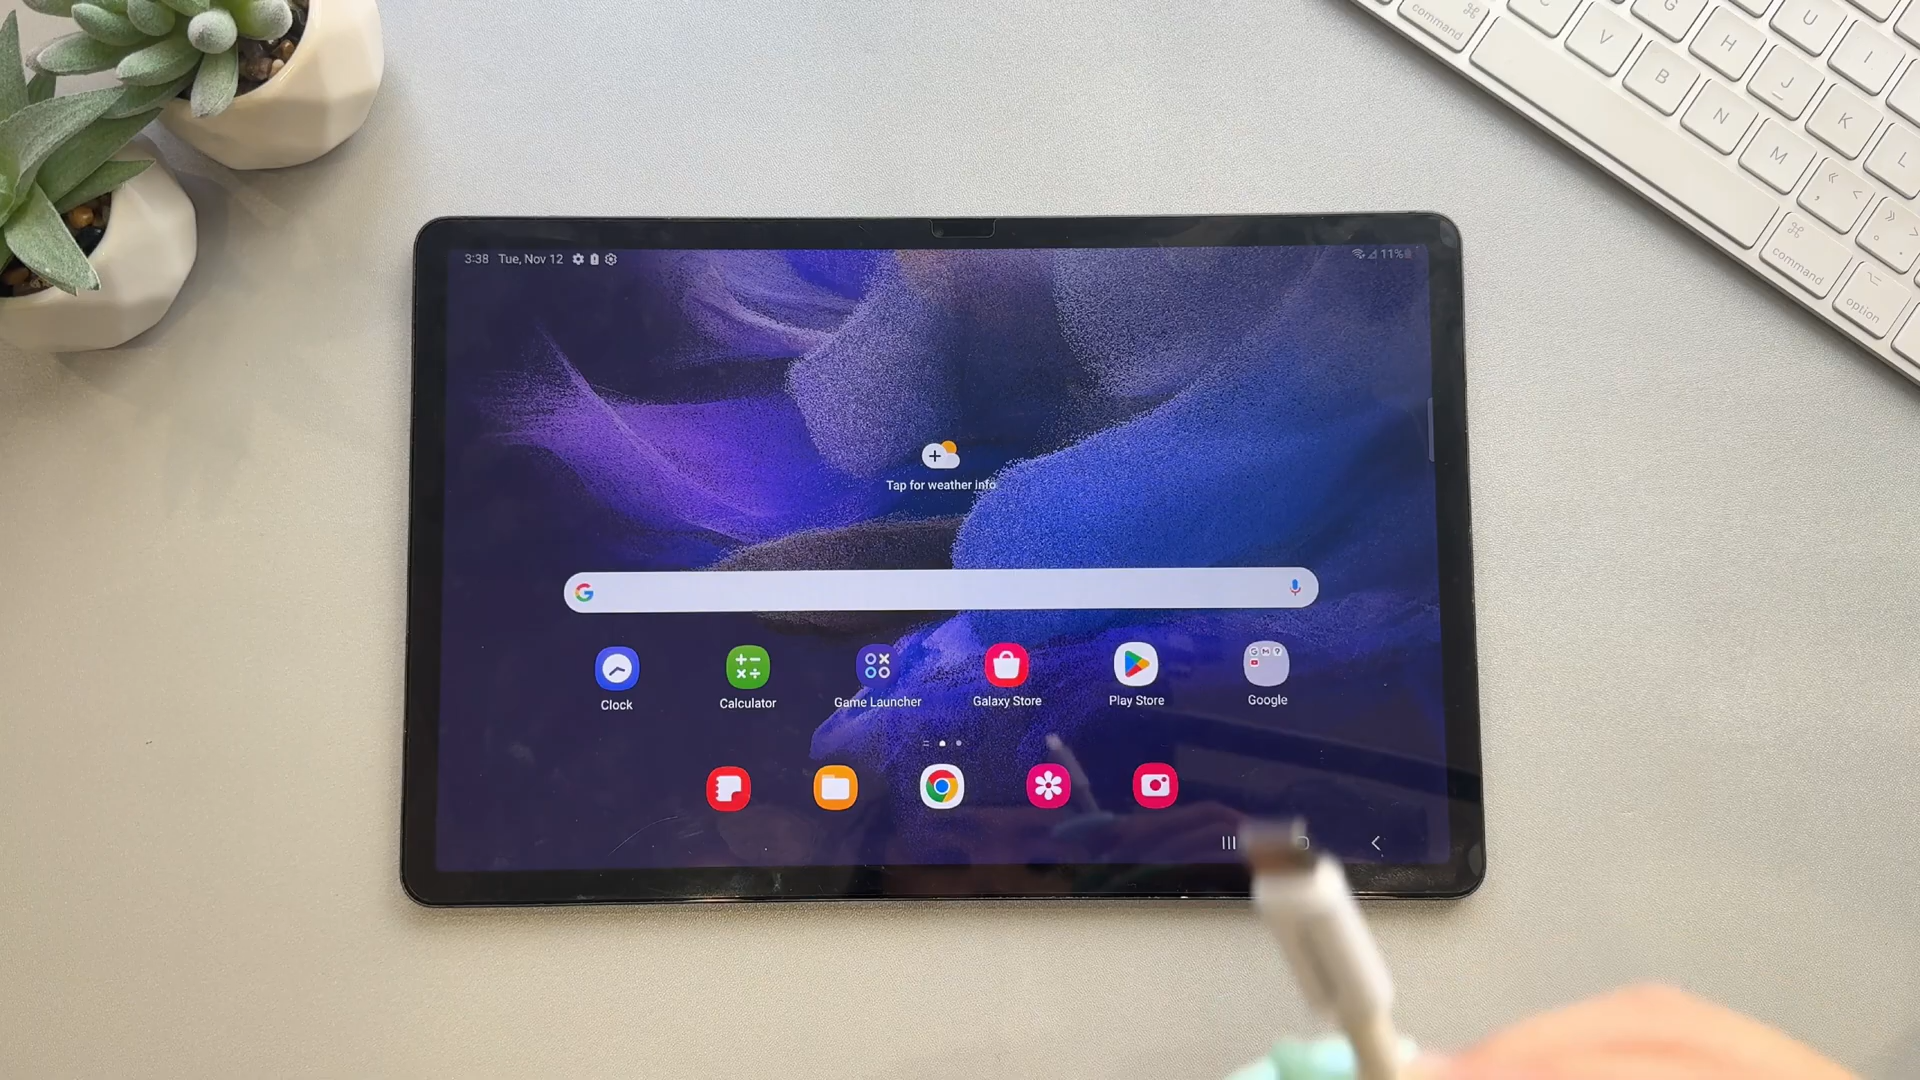 3:38 Tue, Nov 12
11%
Tap for weather info
G
Clock
Calculator
Game Launcher
Galaxy Store
Play Store
Google
command
C
V
G
B
H
N
U
J
M
I
K
L
command
option